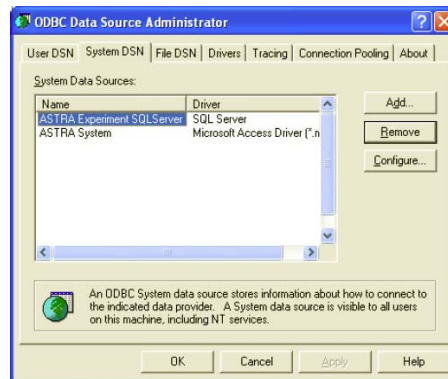 ODBC Data Source Administrator
User DSN System DSN File DSN Drivers Tracing Connection Pooling About
System Data Sources:
Name Driver
ASTRA Experiment SQLServer SQL Server
ASTRA System Microsoft Access Driver (*.n
Add...
Remove
Configure...
An ODBC System data source stores information about how to connect to
the indicated data provider. A System data source is visible to all users
on this machine, including NT services.
OK Cancel Apply Help